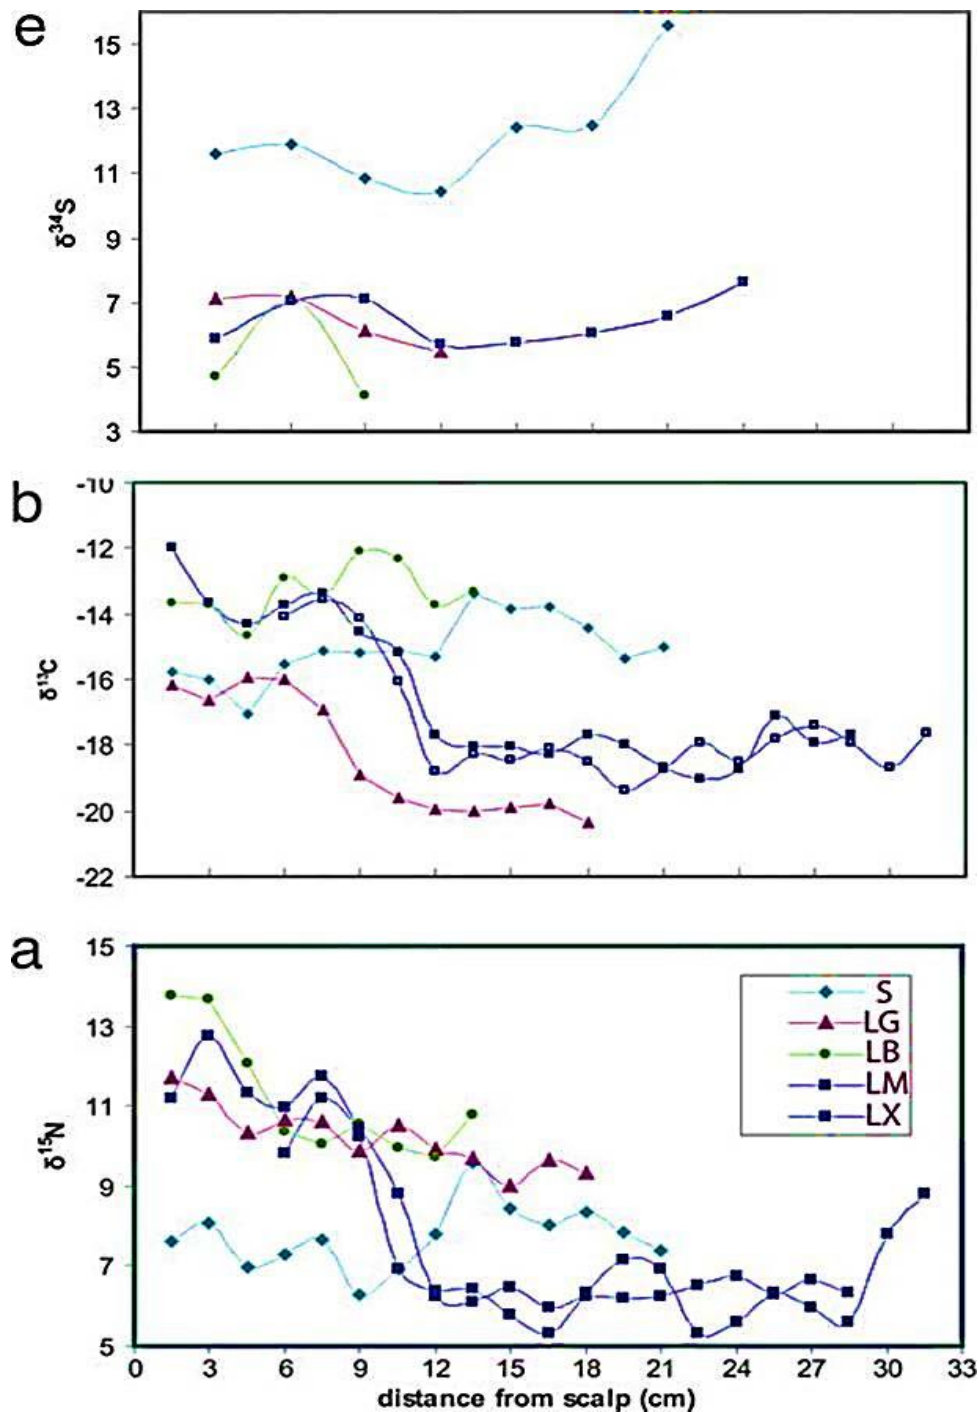 e
15
13
11
9
7
5
3
δ³⁴S
b
-10
-12
-14
-16
-18
-20
-22
δ¹³C
a
15
13
11
9
7
5
δ¹⁵N
S
LG
LB
LM
LX
0 3 6 9 12 15 18 21 24 27 30 33
distance from scalp (cm)